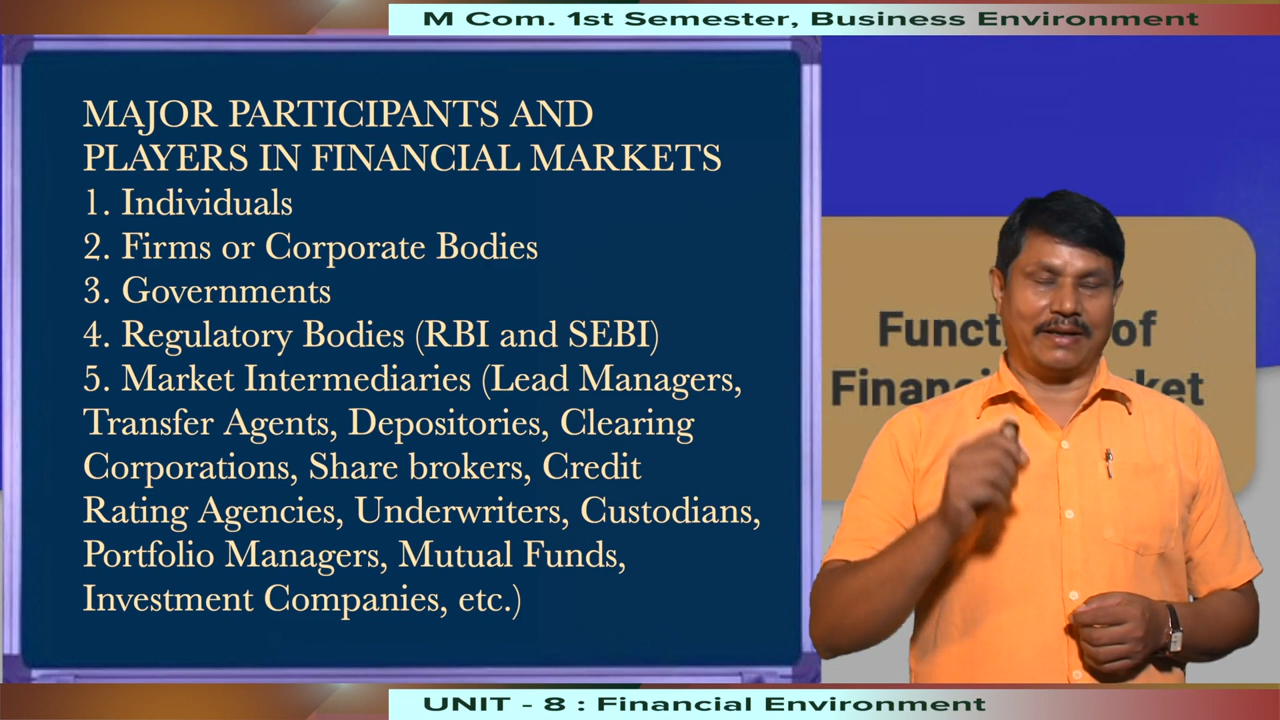 M Com. 1st Semester, Business Environment
MAJOR PARTICIPANTS AND
PLAYERS IN FINANCIAL MARKETS
1. Individuals
2. Firms or Corporate Bodies
3. Governments
4. Regulatory Bodies (RBI and SEBI)
5. Market Intermediaries (Lead Managers,
Transfer Agents, Depositories, Clearing
Corporations, Share brokers, Credit
Rating Agencies, Underwriters, Custodians,
Portfolio Managers, Mutual Funds,
Investment Companies, etc.)
of
UNIT - 8 : Financial Environment